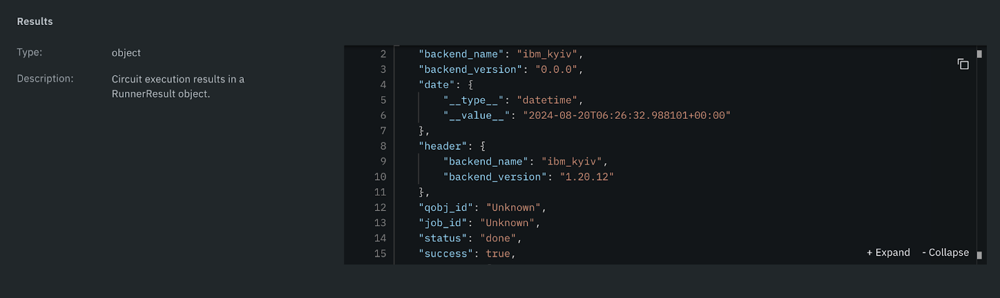 Results
Type: object
Description: Circuit execution results in a
RunnerResult object.
2 "backend_name": "ibm_kyiv",
3 "backend_version": "0.0.0",
4 "date": {
5 "__type__": "datetime",
6 "__value__": "2024-08-20T06:26:32.988101+00:00"
7 },
8 "header": {
9 "backend_name": "ibm_kyiv",
10 "backend_version": "1.20.12"
11 },
12 "qobj_id": "Unknown",
13 "job_id": "Unknown",
14 "status": "done",
15 "success": true,
+ Expand - Collapse